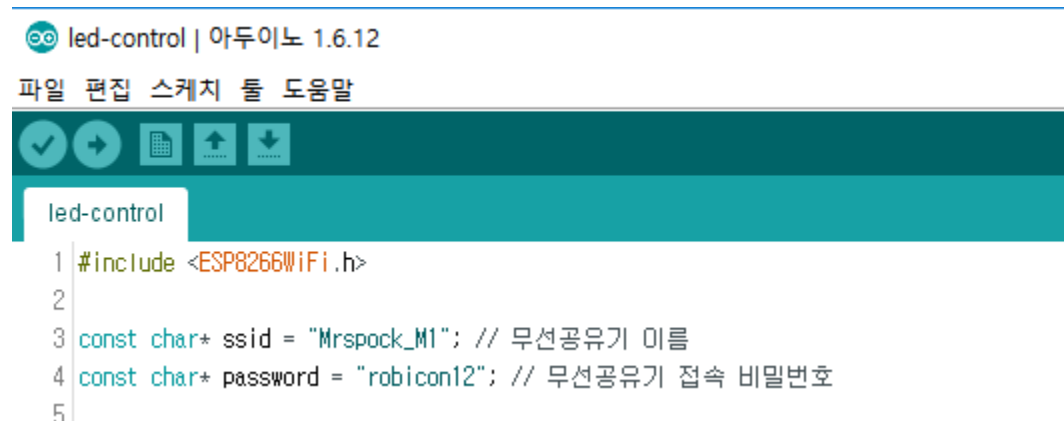 led-control | 아두이노 1.6.12
파일 편집 스케치 툴 도움말
led-control
1 #include <ESP8266WiFi.h>
2
3 const char* ssid = "Mrspock_M1"; // 무선공유기 이름
4 const char* password = "robicon12"; // 무선공유기 접속 비밀번호
5